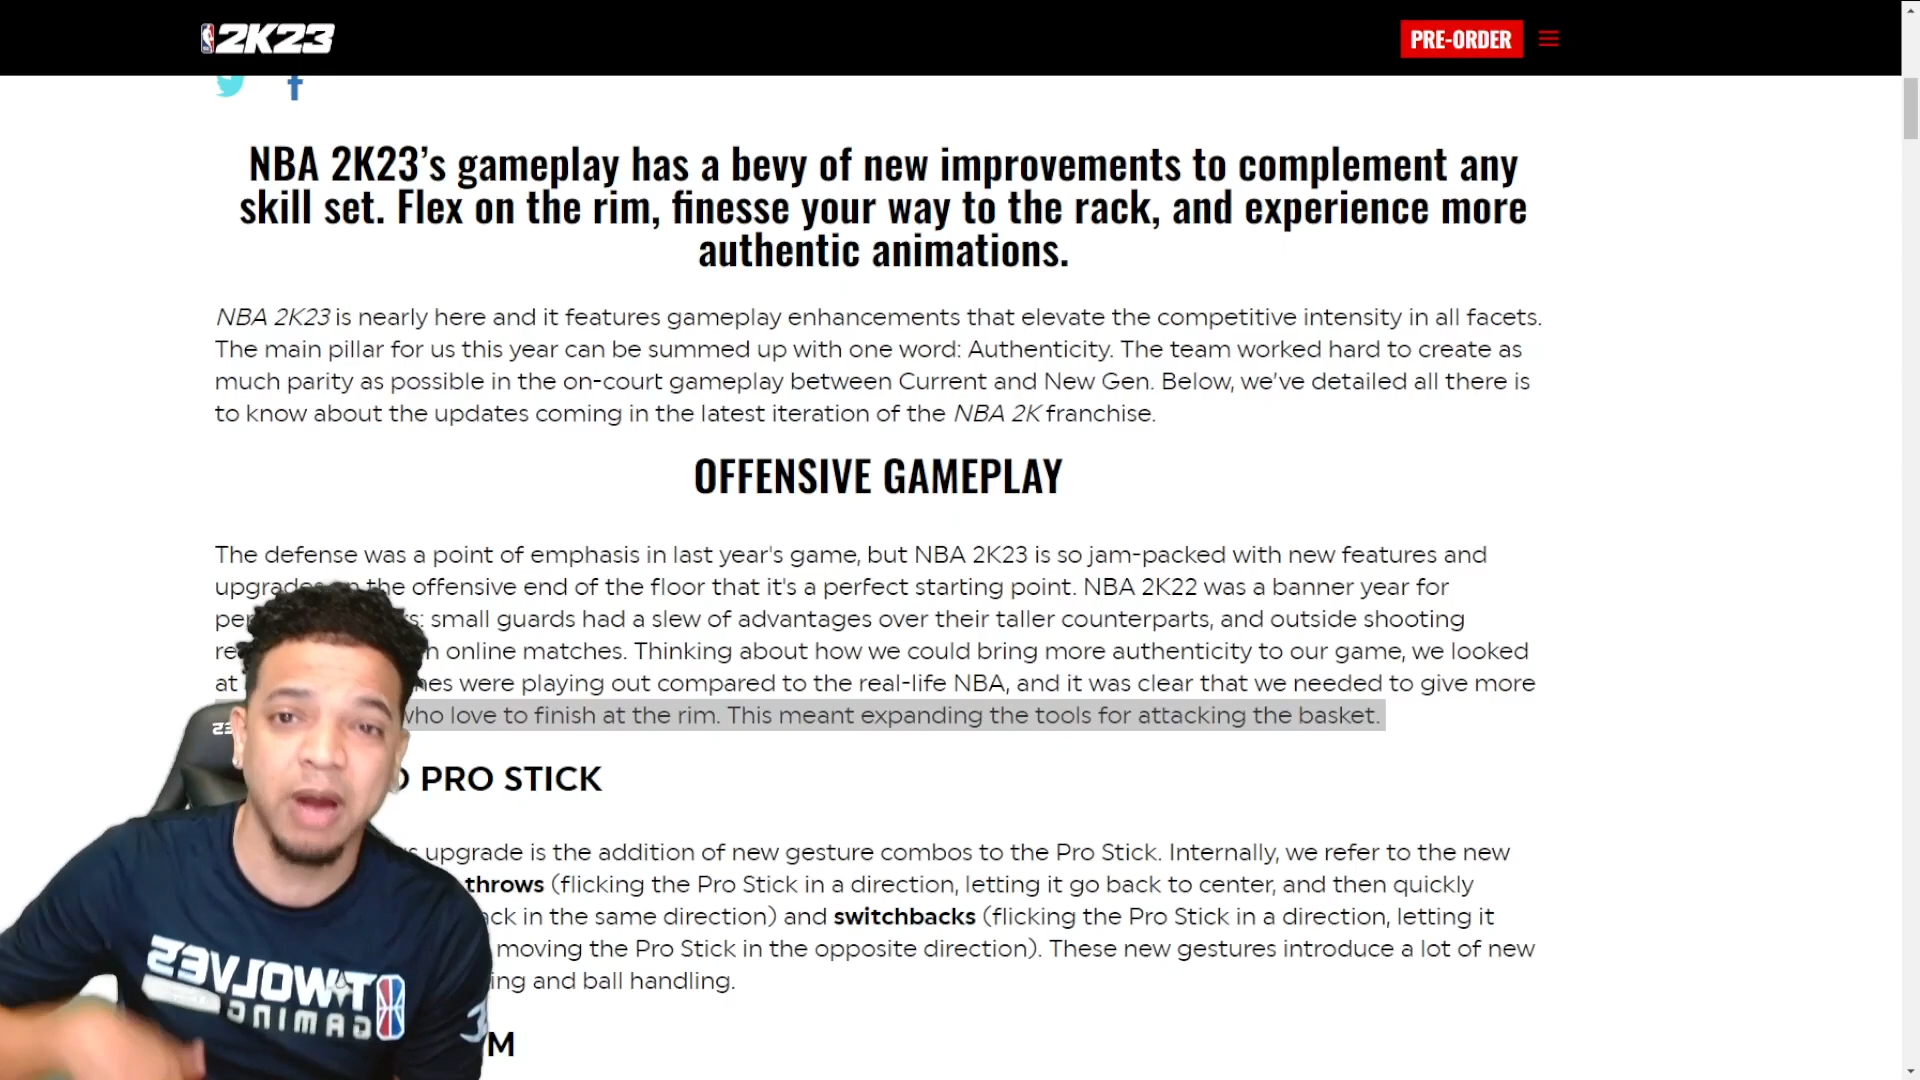 2K23
PRE-ORDER
NBA 2K23’s gameplay has a bevy of new improvements to complement any
skill set. Flex on the rim, finesse your way to the rack, and experience more
authentic animations.
NBA 2K23 is nearly here and it features gameplay enhancements that elevate the competitive intensity in all facets.
The main pillar for us this year can be summed up with one word: Authenticity. The team worked hard to create as
much parity as possible in the on-court gameplay between Current and New Gen. Below, we’ve detailed all there is
to know about the updates coming in the latest iteration of the NBA 2K franchise.
OFFENSIVE GAMEPLAY
The defense was a point of emphasis in last year's game, but NBA 2K23 is so jam-packed with new features and
the offensive end of the floor that it's a perfect starting point. NBA 2K22 was a banner year for
small guards had a slew of advantages over their taller counterparts, and outside shooting
online matches. Thinking about how we could bring more authenticity to our game, we looked
at were playing out compared to the real-life NBA, and it was clear that we needed to give more
who love to finish at the rim. This meant expanding the tools for attacking the basket.
PRO STICK
upgrade is the addition of new gesture combos to the Pro Stick. Internally, we refer to the new
throws (flicking the Pro Stick in a direction, letting it go back to center, and then quickly
in the same direction) and switchbacks (flicking the Pro Stick in a direction, letting it
moving the Pro Stick in the opposite direction). These new gestures introduce a lot of new
and ball handling.
TWOLVES
GAMING